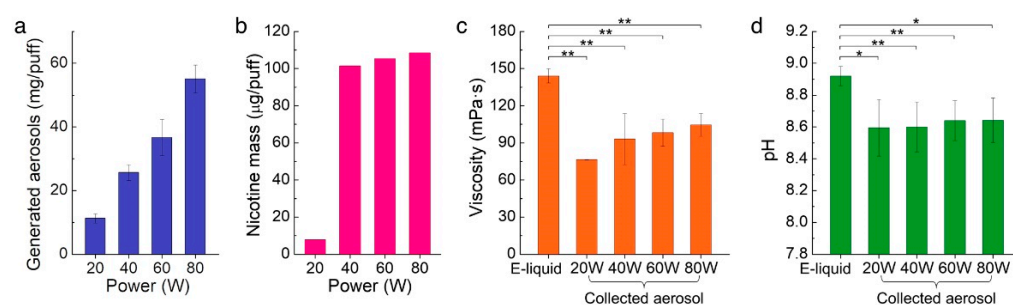 a
Generated aerosols (mg/puff)
60
40
20
0
20 40 60 80
Power (W)
b
Nicotine mass (μg/puff)
120
100
80
60
40
20
0
20 40 60 80
Power (W)
c
Viscosity (mPa·s)
180
150
120
90
60
30
0
**
**
**
**
E-liquid 20W 40W 60W 80W
Collected aerosol
d
pH
9.2
9.0
8.8
8.6
8.4
8.2
8.0
7.8
*
**
**
*
E-liquid 20W 40W 60W 80W
Collected aerosol